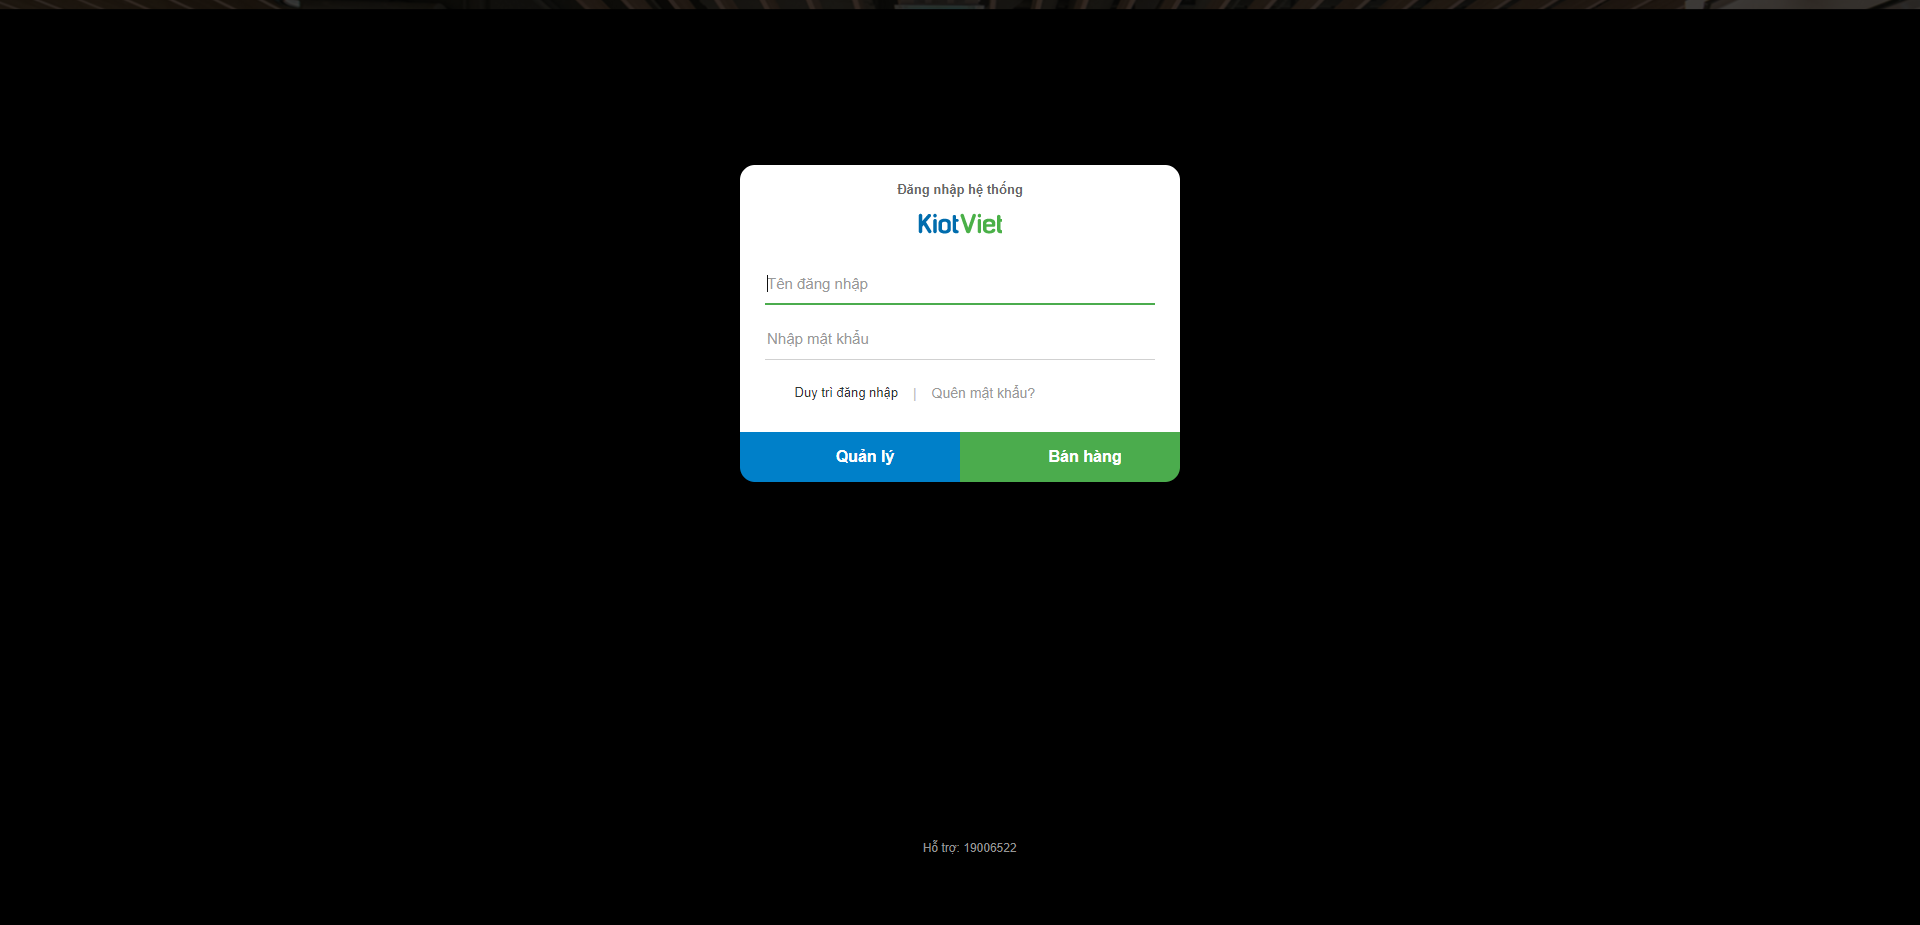 Đăng nhập hệ thống
KiotViet
Tên đăng nhập
Nhập mật khẩu
Duy trì đăng nhập | Quên mật khẩu?
Quản lý Bán hàng
Hỗ trợ: 19006522